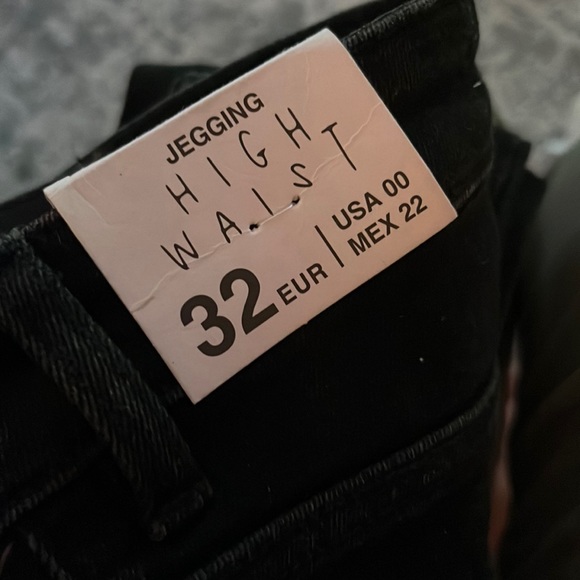 JEGGING
HIGH
WAIST
32 EUR | USA 00
MEX 22